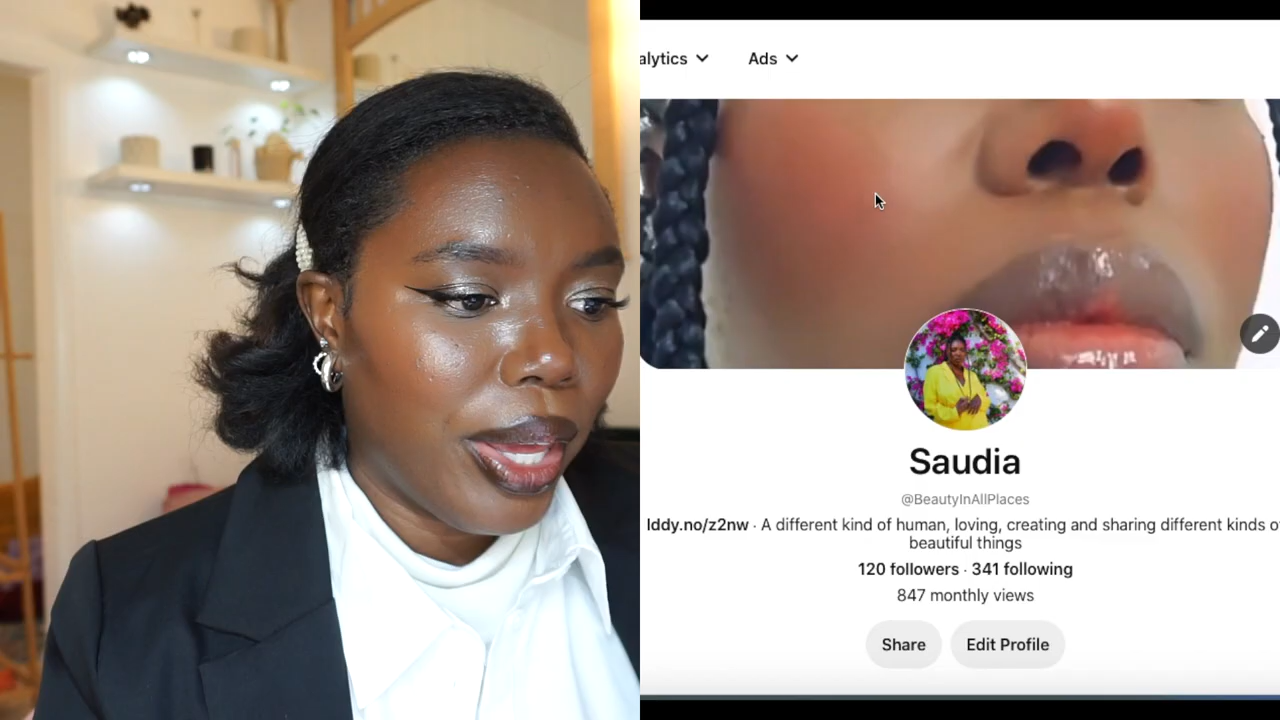 alytics
Ads
Saudia
@BeautyInAllPlaces
lddy.no/z2nw · A different kind of human, loving, creating and sharing different kinds o
beautiful things
120 followers · 341 following
847 monthly views
Share
Edit Profile